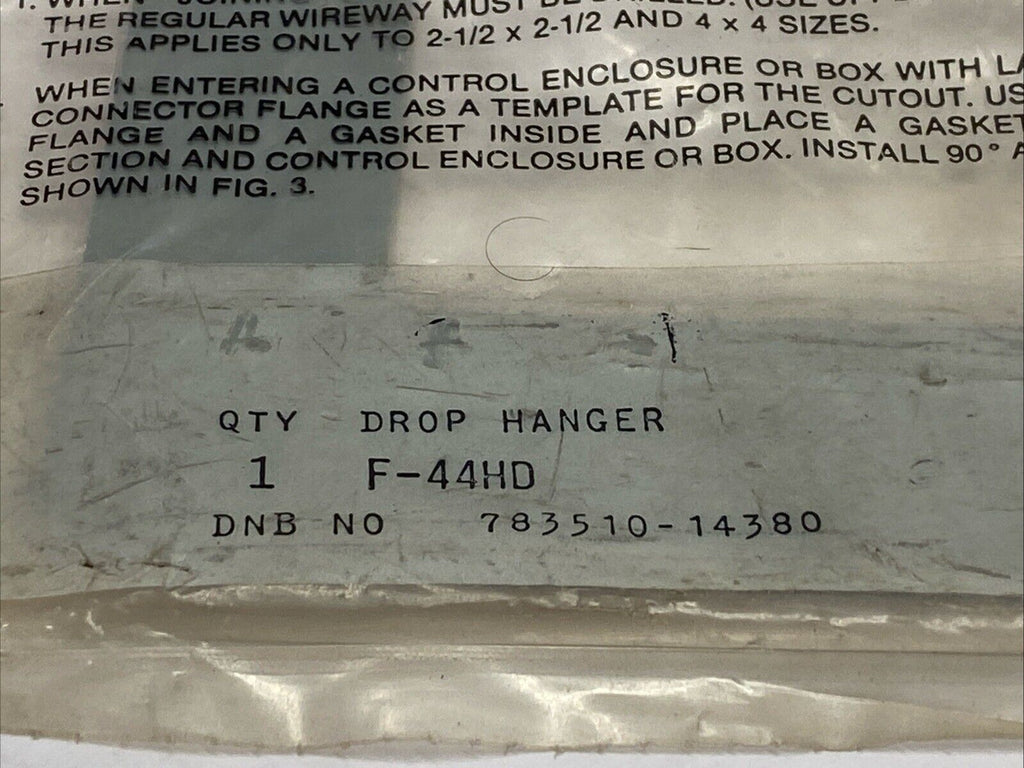 THE REGULAR WIREWAY MUST
THIS APPLIES ONLY TO 2-1/2 x 2-1/2 AND 4 x 4 SIZES.
WHEN ENTERING A CONTROL ENCLOSURE OR BOX WITH
CONNECTOR FLANGE AS A TEMPLATE FOR THE CUTOUT.
FLANGE AND A GASKET INSIDE AND PLACE A GASKET
SECTION AND CONTROL ENCLOSURE OR BOX. INSTALL 90°
SHOWN IN FIG. 3.
QTY DROP HANGER
1 F-44HD
DNB NO 783510-14380